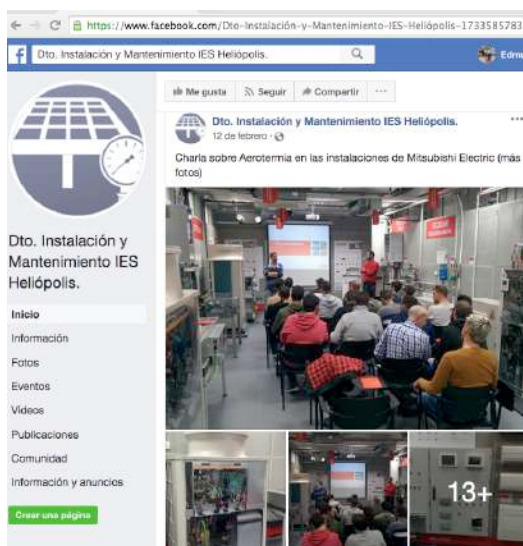 https://www.facebook.com/Dto-Instalación-y-Mantenimiento-IES-Heliópolis-1733585783
Dto. Instalación y Mantenimiento IES Heliópolis.
Edmu
Me gusta
Seguir
Compartir
Dto. Instalación y Mantenimiento IES Heliópolis.
12 de febrero
Charla sobre Aerotermia en las instalaciones de Mitsubishi Electric (más
fotos)
Dto. Instalación y
Mantenimiento IES
Heliópolis.
Inicio
Información
Fotos
Eventos
Vídeos
Publicaciones
Comunidad
Información y anuncios
Crear una página
13+